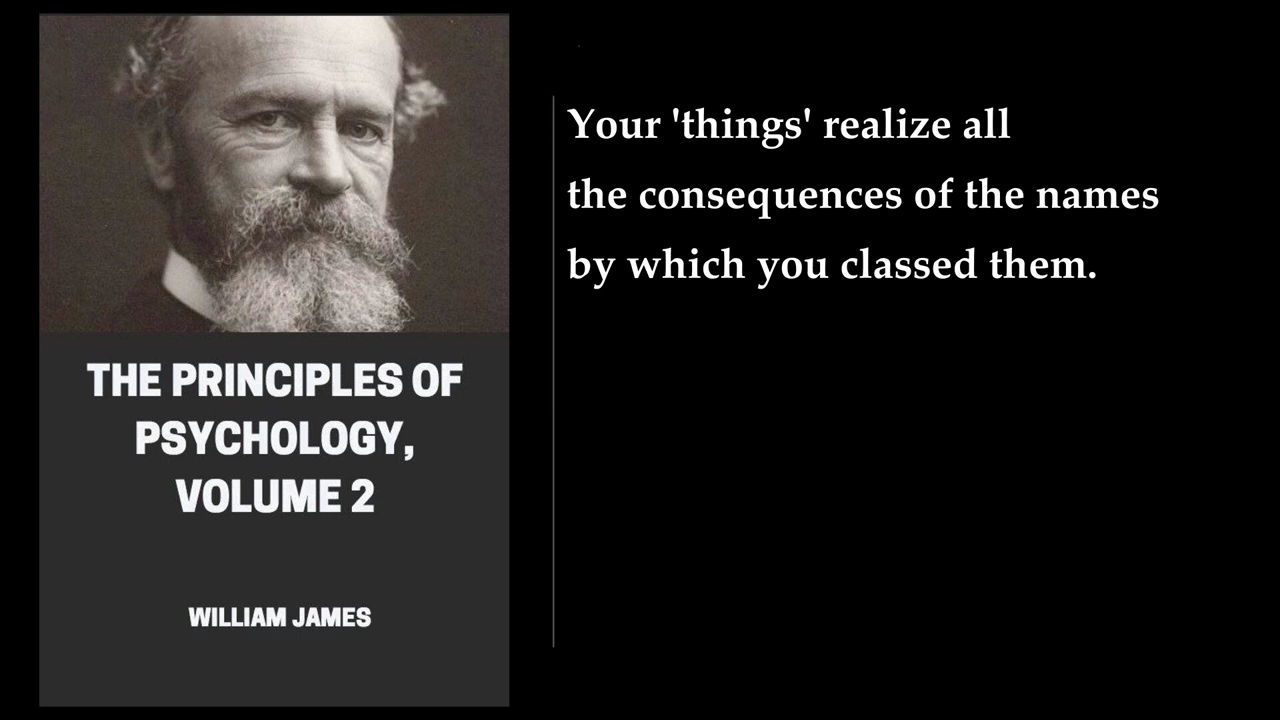 THE PRINCIPLES OF
PSYCHOLOGY,
VOLUME 2
WILLIAM JAMES
Your 'things' realize all
the consequences of the names
by which you classed them.